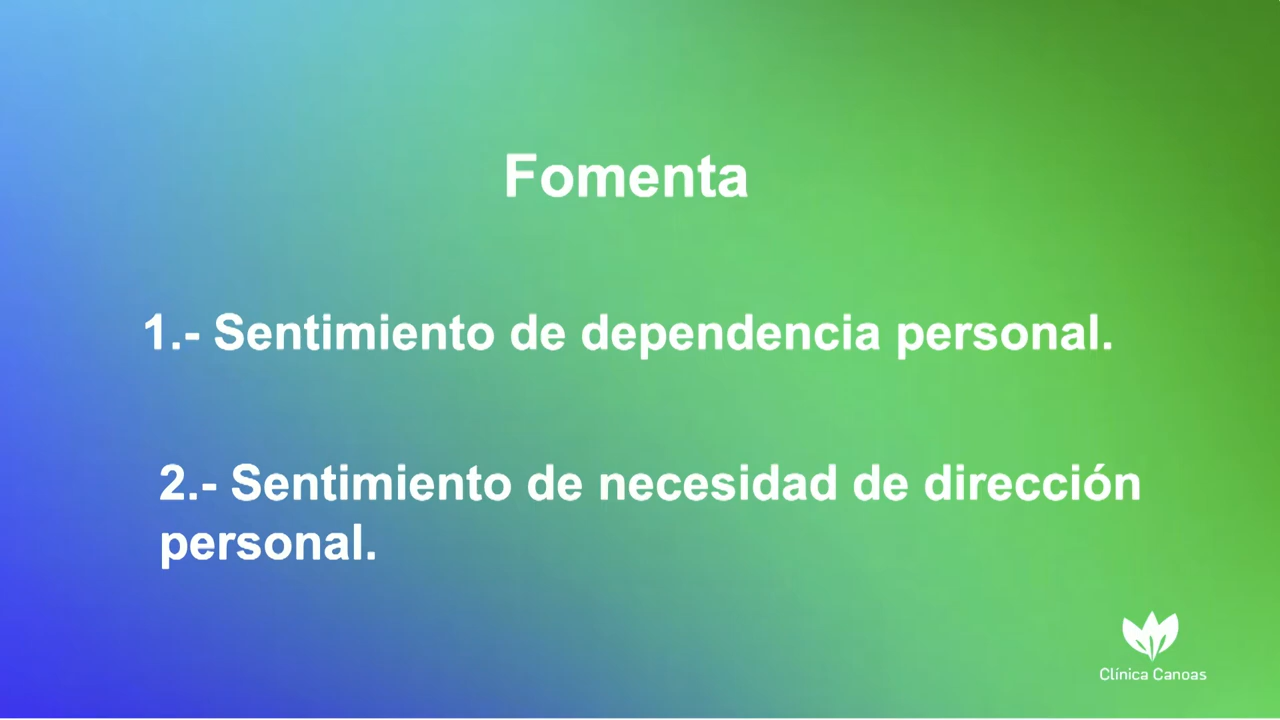 Fomenta
1.- Sentimiento de dependencia personal.
2.- Sentimiento de necesidad de dirección
personal.
Clínica Canoas